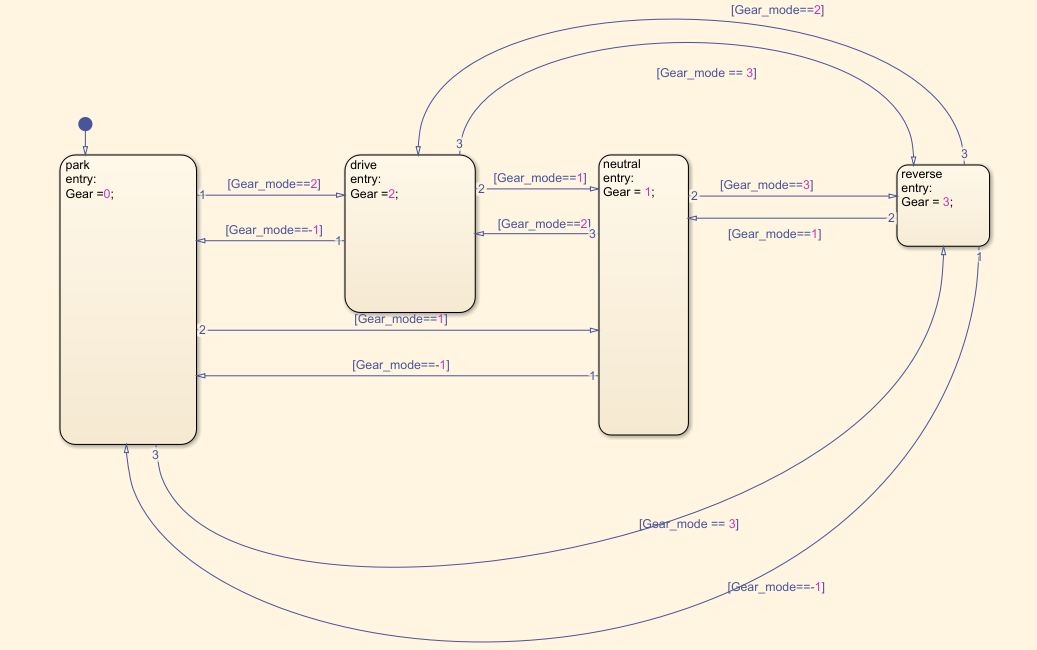 [Gear_mode==2]
[Gear_mode == 3]
3
3
park
entry:
Gear =0;
drive
entry:
Gear =2;
neutral
entry:
Gear = 1;
reverse
entry:
Gear = 3;
1
[Gear_mode==2]
2
[Gear_mode==1]
2
[Gear_mode==3]
[Gear_mode==-1]
1
[Gear_mode==2]
3
2
[Gear_mode==1]
1
2
[Gear_mode==1]
[Gear_mode==-1]
1
3
[Gear_mode == 3]
[Gear_mode==-1]